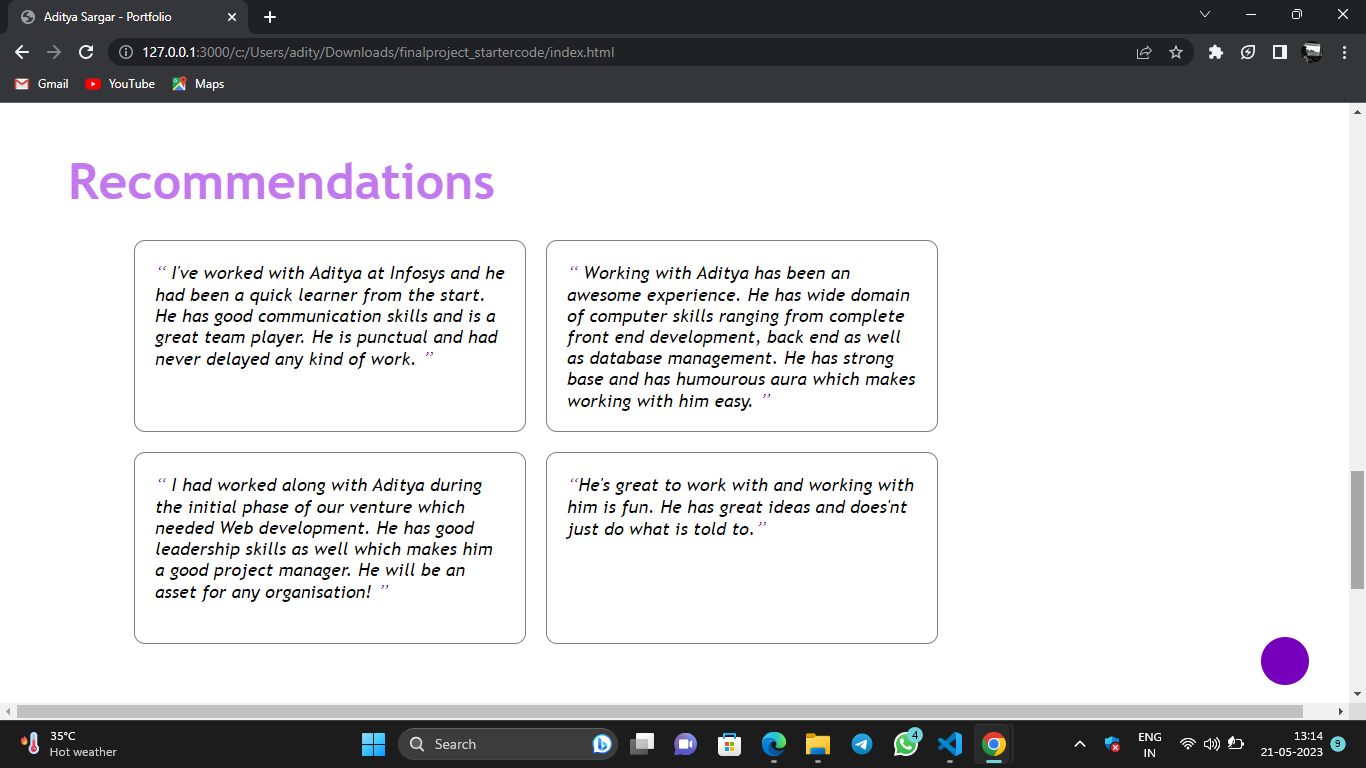 Aditya Sargar - Portfolio
127.0.0.1:3000/c:/Users/adity/Downloads/finalproject_startercode/index.html
Gmail YouTube Maps
Recommendations
“ I've worked with Aditya at Infosys and he
had been a quick learner from the start.
He has good communication skills and is a
great team player. He is punctual and had
never delayed any kind of work. ”
“ Working with Aditya has been an
awesome experience. He has wide domain
of computer skills ranging from complete
front end development, back end as well
as database management. He has strong
base and has humourous aura which makes
working with him easy. ”
“ I had worked along with Aditya during
the initial phase of our venture which
needed Web development. He has good
leadership skills as well which makes him
a good project manager. He will be an
asset for any organisation! ”
“He's great to work with and working with
him is fun. He has great ideas and does'nt
just do what is told to.”
35°C
Hot weather
Search
4
ENG
IN
13:14
21-05-2023
9